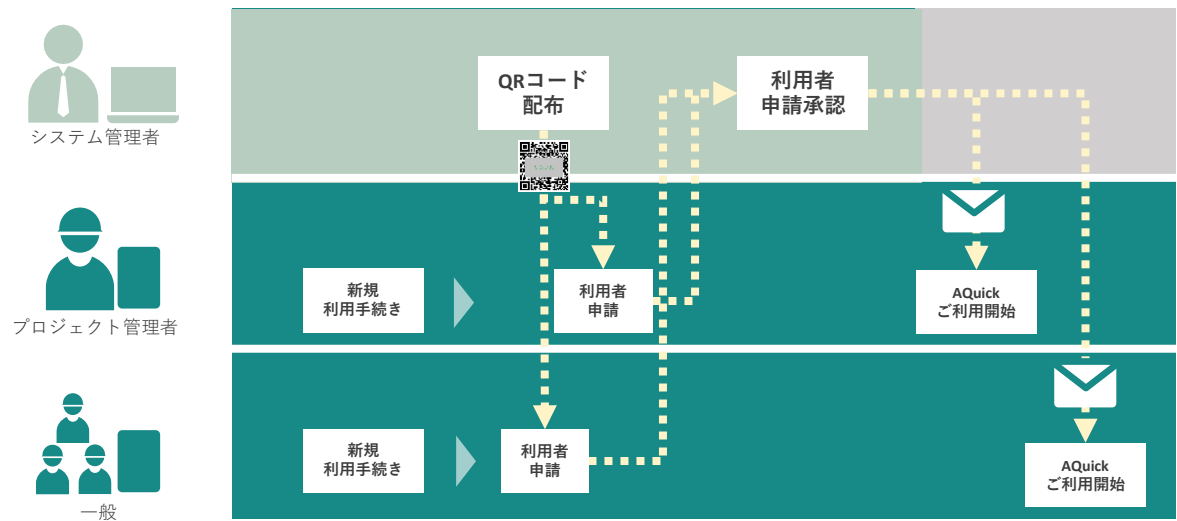 QRコード
配布
利用者
申請承認
システム管理者
新規
利用手続き
利用者
申請
AQuick
ご利用開始
プロジェクト管理者
新規
利用手続き
利用者
申請
AQuick
ご利用開始
一般